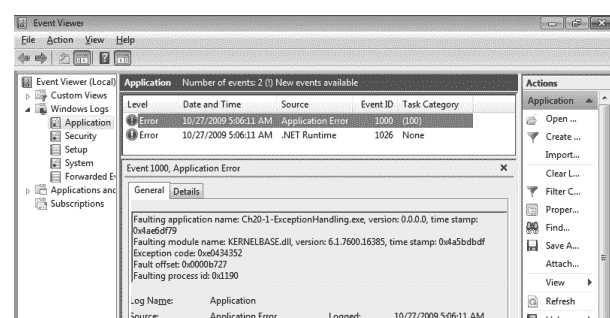 Event Viewer
File Action View Help
Event Viewer (Local)
Custom Views
Windows Logs
Application
Security
Setup
System
Forwarded Ev
Applications and
Subscriptions
Application Number of events: 2 (!) New events available
Level Date and Time Source Event ID Task Category
Error 10/27/2009 5:06:11 AM Application Error 1000 (100)
Error 10/27/2009 5:06:11 AM .NET Runtime 1026 None
Event 1000, Application Error
General Details
Faulting application name: Ch20-1-ExceptionHandling.exe, version: 0.0.0.0, time stamp:
0x4ae6df79
Faulting module name: KERNELBASE.dll, version: 6.1.7600.16385, time stamp: 0x4a5bdbdf
Exception code: 0xe0434352
Fault offset: 0x0000b727
Faulting process id: 0x1190
Log Name: Application
Source: Application Error Logged: 10/27/2009 5:06:11 AM
Actions
Application
Open ...
Create ...
Import...
Clear L...
Filter C...
Proper...
Find...
Save A...
Attach...
View
Refresh